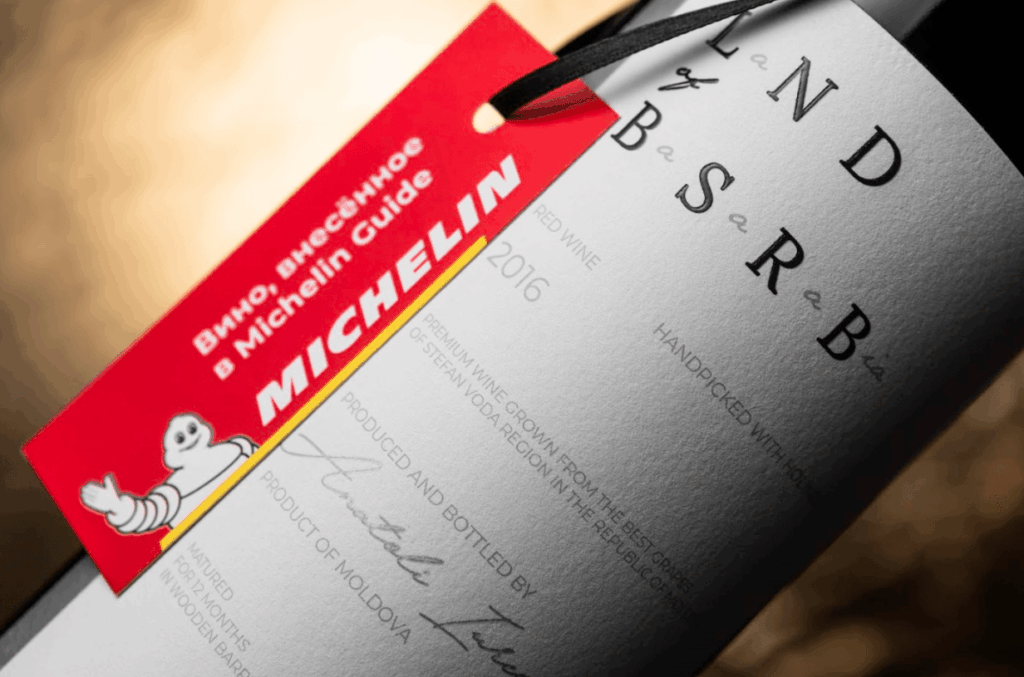 Вино, внесённое
в Michelin Guide
MICHELIN
LaND
of
BaSaRaBia
RED WINE
2016
HANDPICKED WITH
PREMIUM WINE GROWN FROM THE BEST GRAPES
OF STEFAN VODA REGION IN THE REPUBLIC OF
PRODUCED AND BOTTLED BY
Anatoli
PRODUCT OF MOLDOVA
MATURED
FOR 12 MONTHS
IN WOODEN BARR